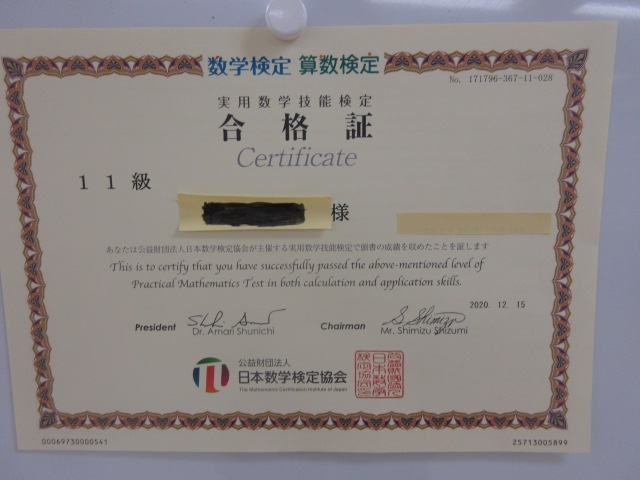 数学検定 算数検定
No. 171796-367-11-028
実用数学技能検定
合格証
Certificate
11級
様
あなたは公益財団法人日本数学検定協会が主催する実用数学技能検定で頭書の成績を収めたことを証します
This is to certify that you have successfully passed the above-mentioned level of
Practical Mathematics Test in both calculation and application skills.
2020. 12. 15
President
Dr. Amari Shunichi
Chairman
Mr. Shimizu Shizumi
公益財団法人
日本数学検定協会
The Mathematics Certification Institute of Japan
00069730000541
25713005899